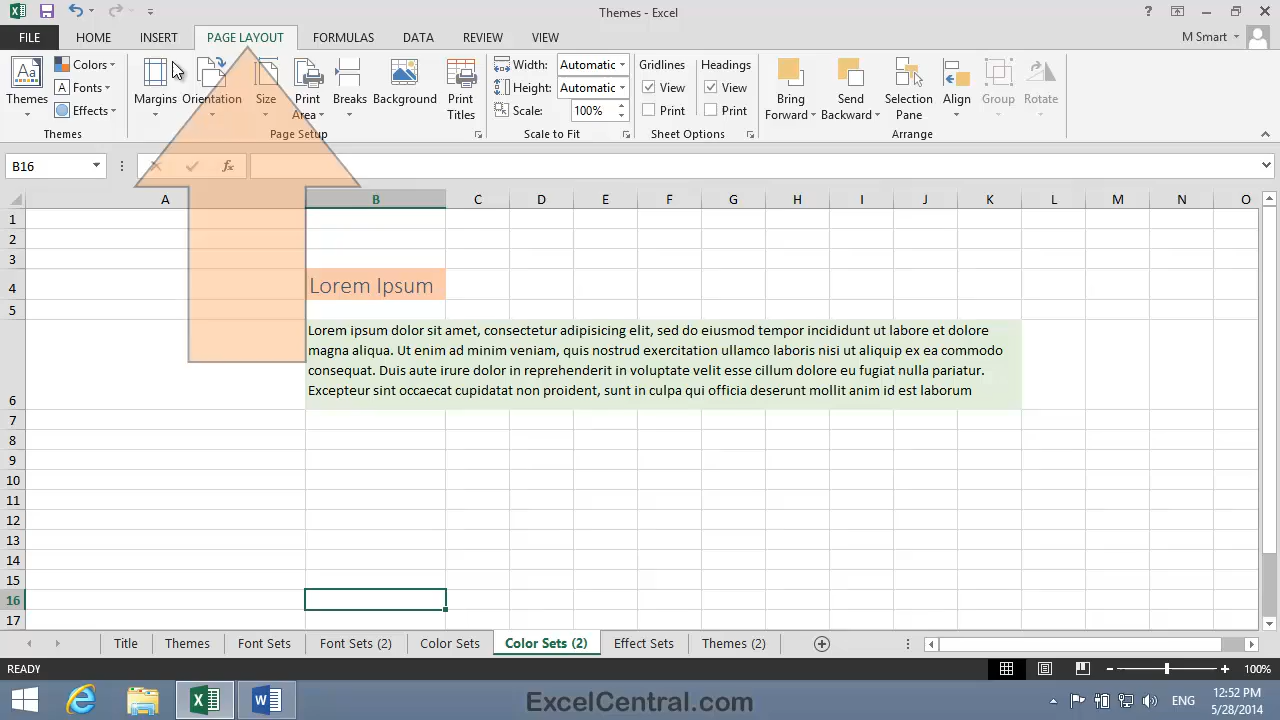 Themes - Excel
FILE HOME INSERT PAGE LAYOUT FORMULAS DATA REVIEW VIEW M Smart
Themes Colors Fonts Effects
Margins Orientation Size Print Area Breaks Background Print Titles
Width: Automatic
Height: Automatic
Scale: 100%
Gridlines View Print
Headings View Print
Bring Forward Send Backward Selection Pane Align Group Rotate
Themes Page Setup Scale to Fit Sheet Options Arrange
B16 fx
A B C D E F G H I J K L M N O
1
2
3
4 Lorem Ipsum
5
Lorem ipsum dolor sit amet, consectetur adipisicing elit, sed do eiusmod tempor incididunt ut labore et dolore
magna aliqua. Ut enim ad minim veniam, quis nostrud exercitation ullamco laboris nisi ut aliquip ex ea commodo
consequat. Duis aute irure dolor in reprehenderit in voluptate velit esse cillum dolore eu fugiat nulla pariatur.
Excepteur sint occaecat cupidatat non proident, sunt in culpa qui officia deserunt mollit anim id est laborum
6
7
8
9
10
11
12
13
14
15
16
17
Title Themes Font Sets Font Sets (2) Color Sets Color Sets (2) Effect Sets Themes (2)
READY 100%
ExcelCentral.com
ENG
12:52 PM
5/28/2014